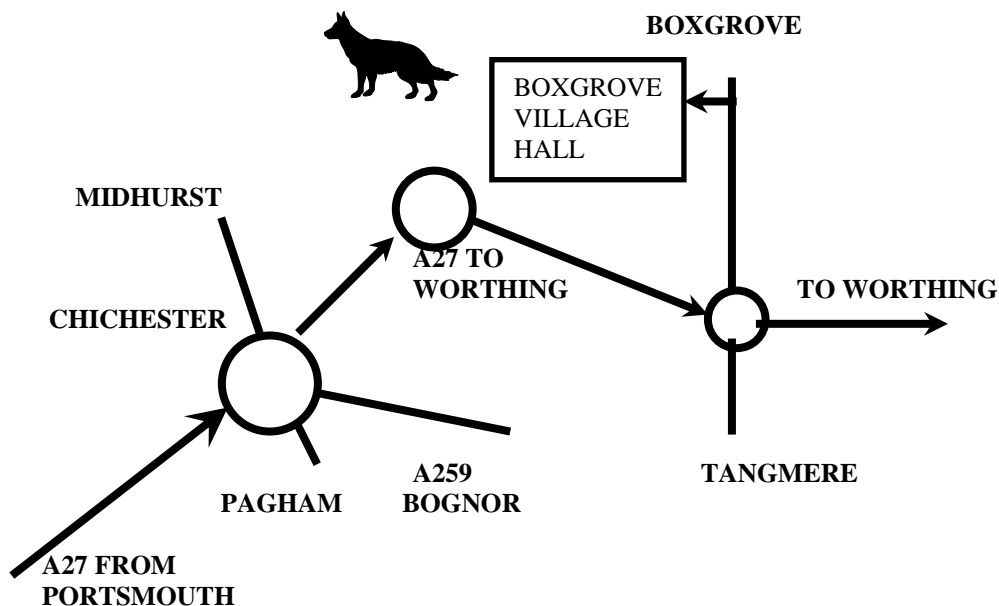 BOXGROVE
BOXGROVE
VILLAGE
HALL
MIDHURST
A27 TO
WORTHING
TO WORTHING
CHICHESTER
A259
BOGNOR
TANGMERE
PAGHAM
A27 FROM
PORTSMOUTH